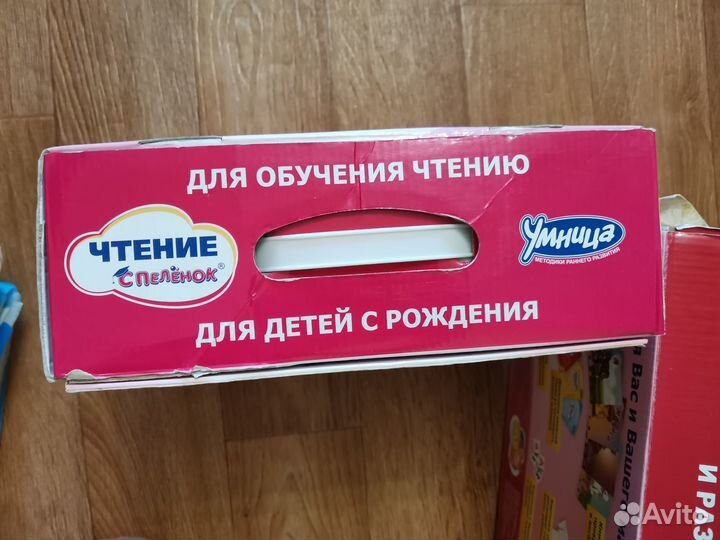 ДЛЯ ОБУЧЕНИЯ ЧТЕНИЮ
ЧТЕНИЕ
С ПЕЛЁНОК®
УМНИЦА
МЕТОДИКИ РАННЕГО РАЗВИТИЯ
ДЛЯ ДЕТЕЙ С РОЖДЕНИЯ
я Вас и Вашего
И РАЗ
Avito